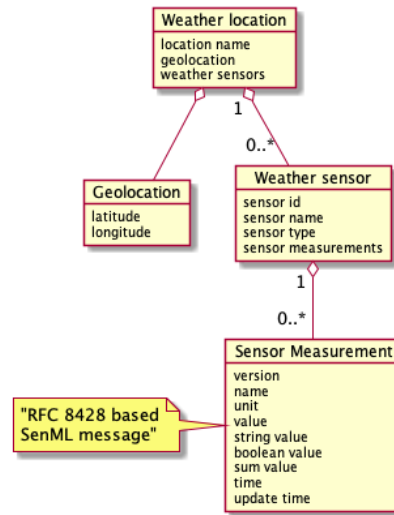 Weather location
location name
geolocation
weather sensors
1
0..*
Geolocation
latitude
longitude
Weather sensor
sensor id
sensor name
sensor type
sensor measurements
1
0..*
Sensor Measurement
version
name
unit
value
string value
boolean value
sum value
time
update time
"RFC 8428 based
SenML message"